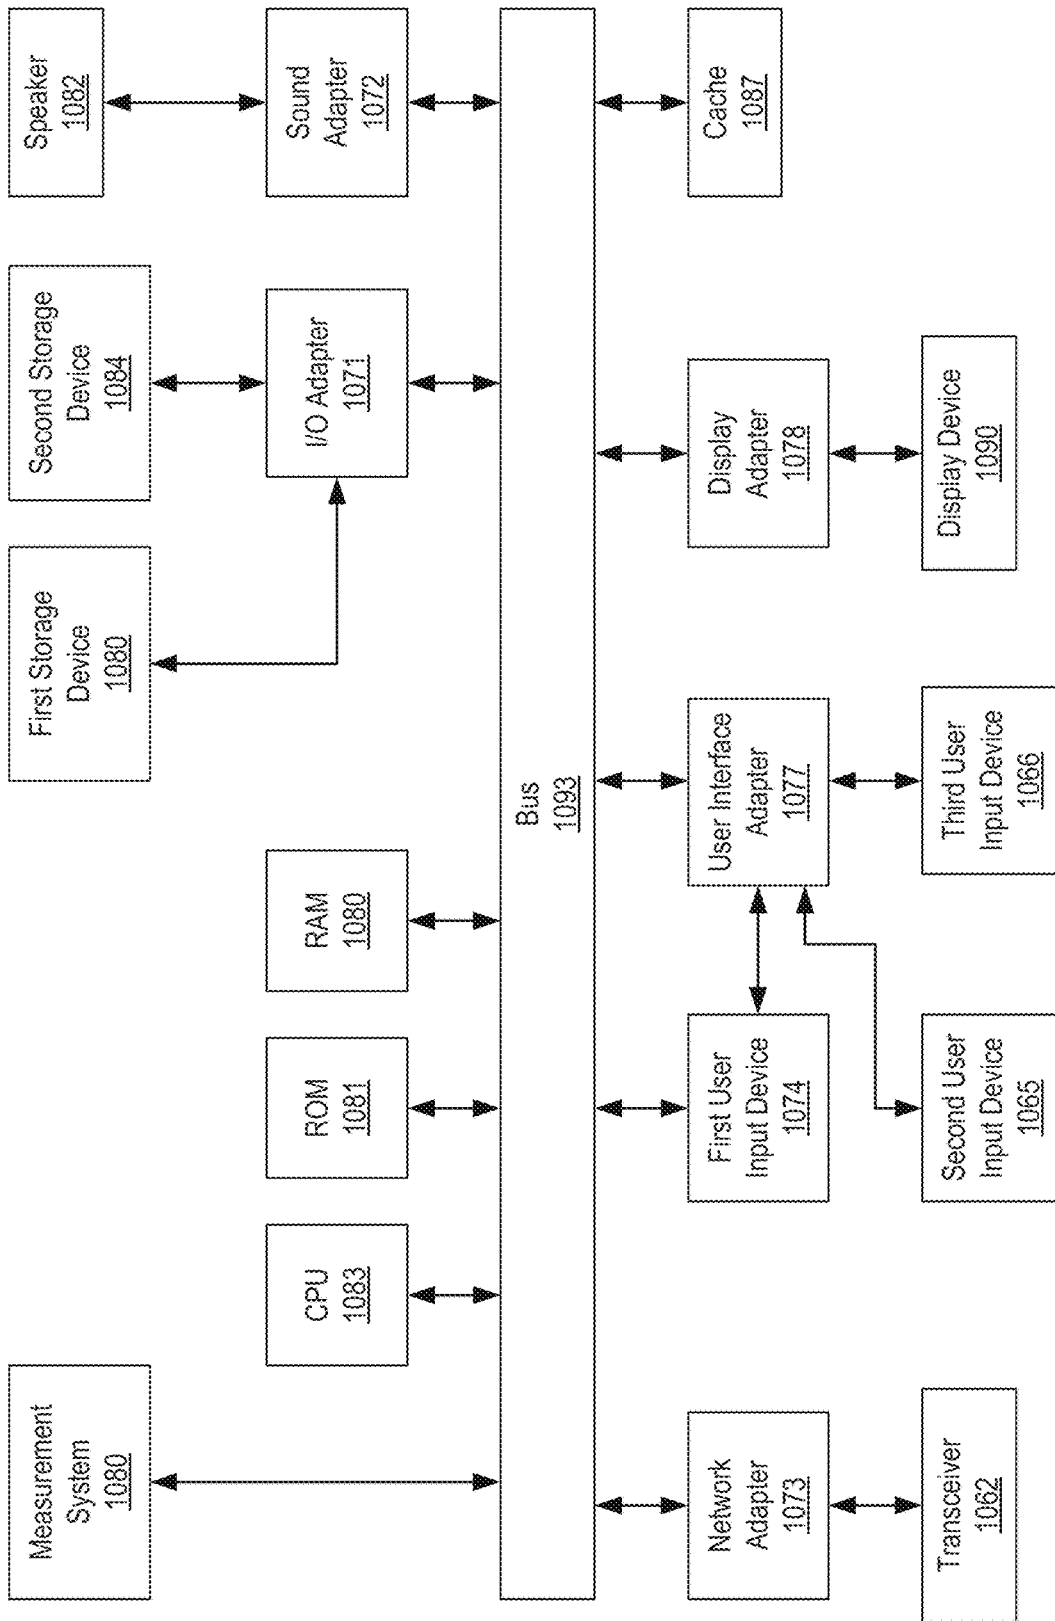 Measurement
System
1080
First Storage
Device
1080
Second Storage
Device
1084
Speaker
1082
CPU
1083
ROM
1081
RAM
1080
I/O Adapter
1071
Sound
Adapter
1072
Bus
1093
Network
Adapter
1073
First User
Input Device
1074
User Interface
Adapter
1077
Display
Adapter
1078
Cache
1087
Transceiver
1062
Second User
Input Device
1065
Third User
Input Device
1066
Display Device
1090